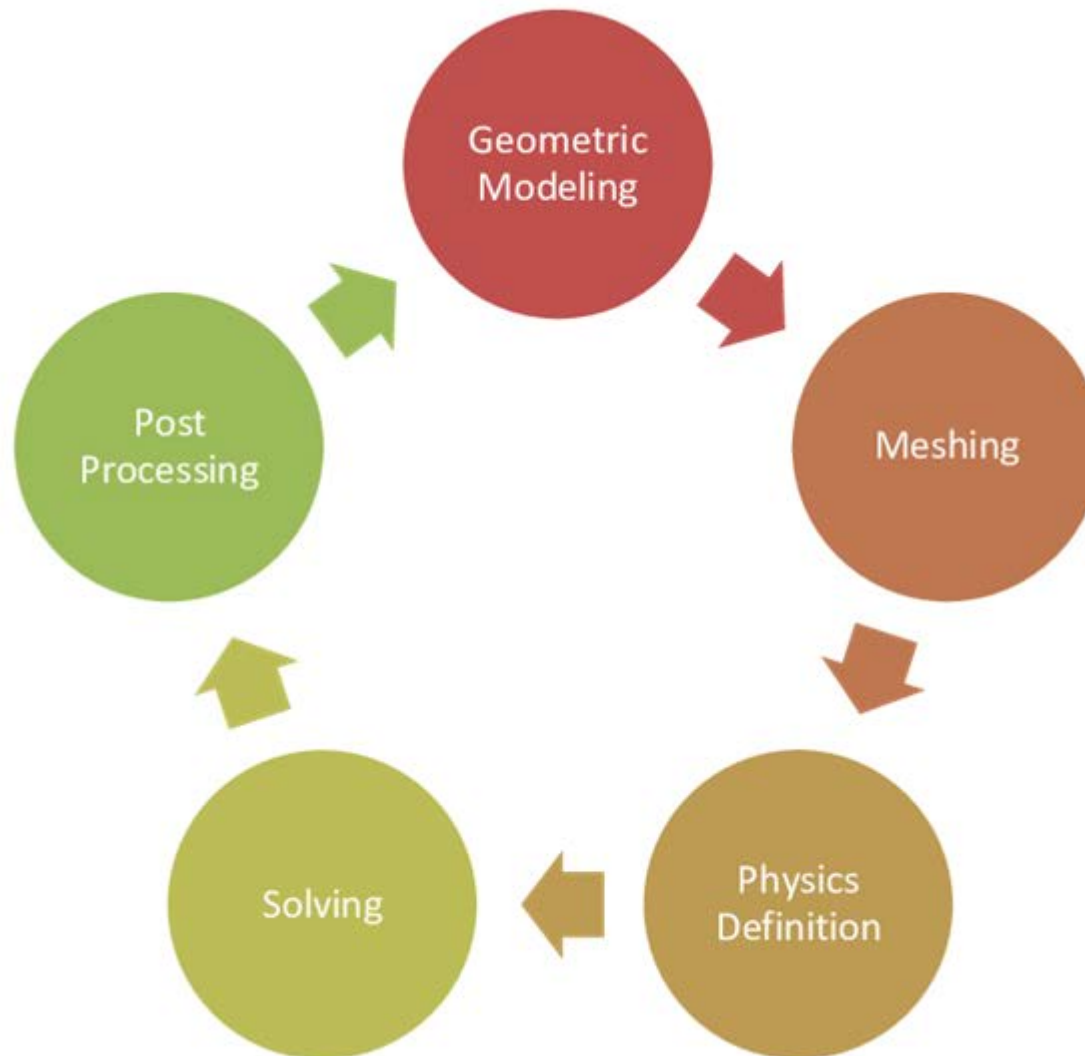 Geometric
Modeling
Meshing
Physics
Definition
Solving
Post
Processing